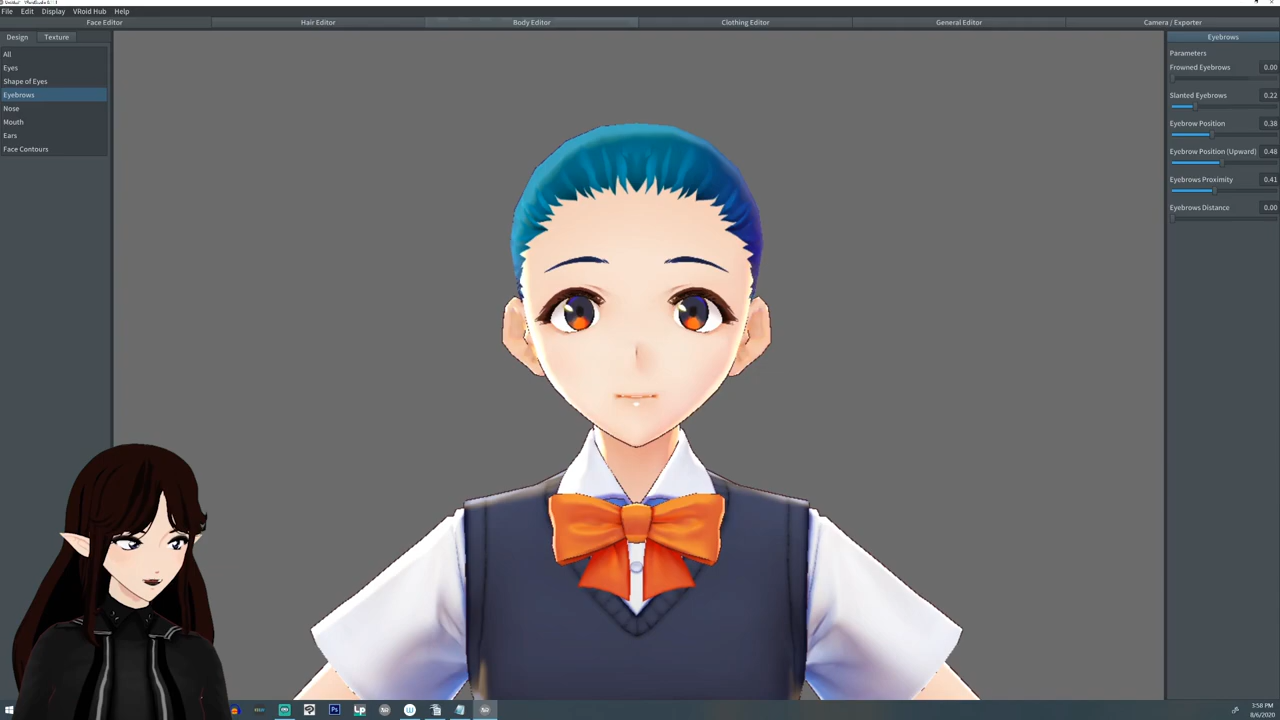 File Edit Display VRoid Hub Help
Face Editor Hair Editor Body Editor Clothing Editor General Editor Camera / Exporter
Design Texture
All
Eyes
Shape of Eyes
Eyebrows
Nose
Mouth
Ears
Face Contours
Eyebrows
Parameters
Frowned Eyebrows 0.00
Slanted Eyebrows 0.22
Eyebrow Position 0.38
Eyebrow Position (Upward) 0.48
Eyebrows Proximity 0.41
Eyebrows Distance 0.00
Ps
Lp
W
3:58 PM
8/6/2020